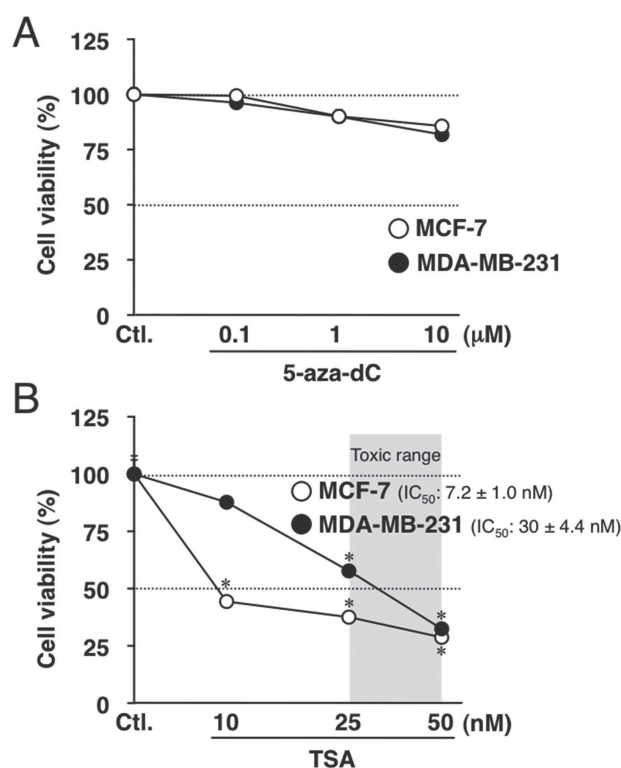 A
125
100
75
50
25
0
Cell viability (%)
MCF-7
MDA-MB-231
Ctl. 0.1 1 10 (μM)
5-aza-dC
B
125
100
75
50
25
0
Cell viability (%)
‡
Toxic range
MCF-7 (IC50: 7.2 ± 1.0 nM)
MDA-MB-231 (IC50: 30 ± 4.4 nM)
*
*
*
*
*
Ctl. 10 25 50 (nM)
TSA